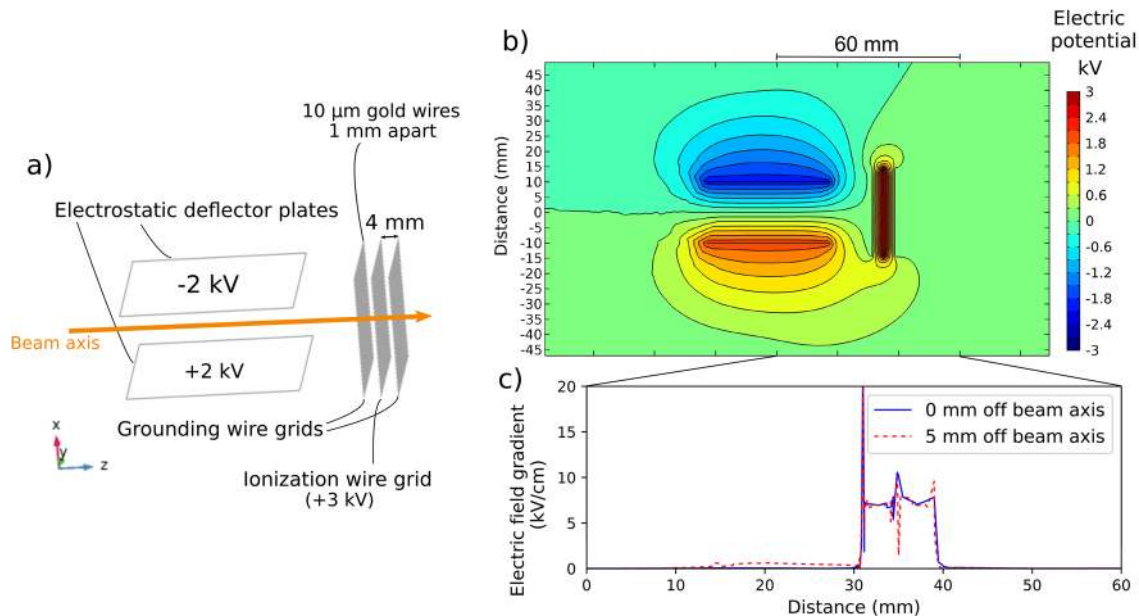 a)
10 μm gold wires
1 mm apart
Electrostatic deflector plates
4 mm
-2 kV
Beam axis
+2 kV
x
y
z
Grounding wire grids
Ionization wire grid
(+3 kV)
b)
60 mm
Electric
potential
kV
Distance (mm)
45
40
35
30
25
20
15
10
5
0
-5
-10
-15
-20
-25
-30
-35
-40
-45
3
2.4
1.8
1.2
0.6
0
-0.6
-1.2
-1.8
-2.4
-3
c)
Electric field gradient
(kV/cm)
20
15
10
5
0
0 mm off beam axis
5 mm off beam axis
0 10 20 30 40 50 60
Distance (mm)